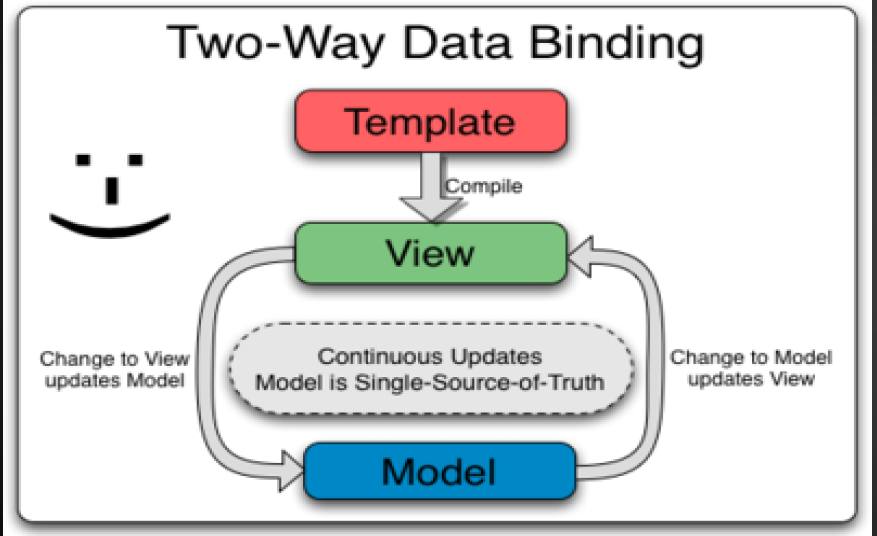 Two-Way Data Binding
Template
Compile
View
Change to View
updates Model
Continuous Updates
Model is Single-Source-of-Truth
Change to Model
updates View
Model